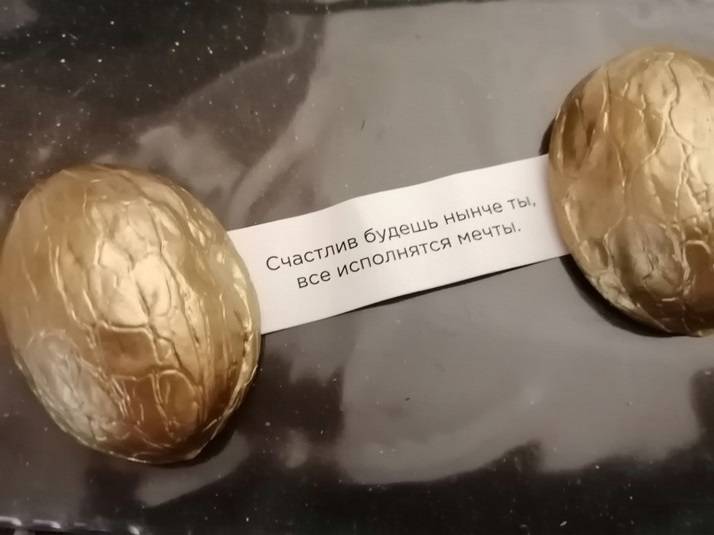 Счастлив будешь нынче ты,
все исполнятся мечты.